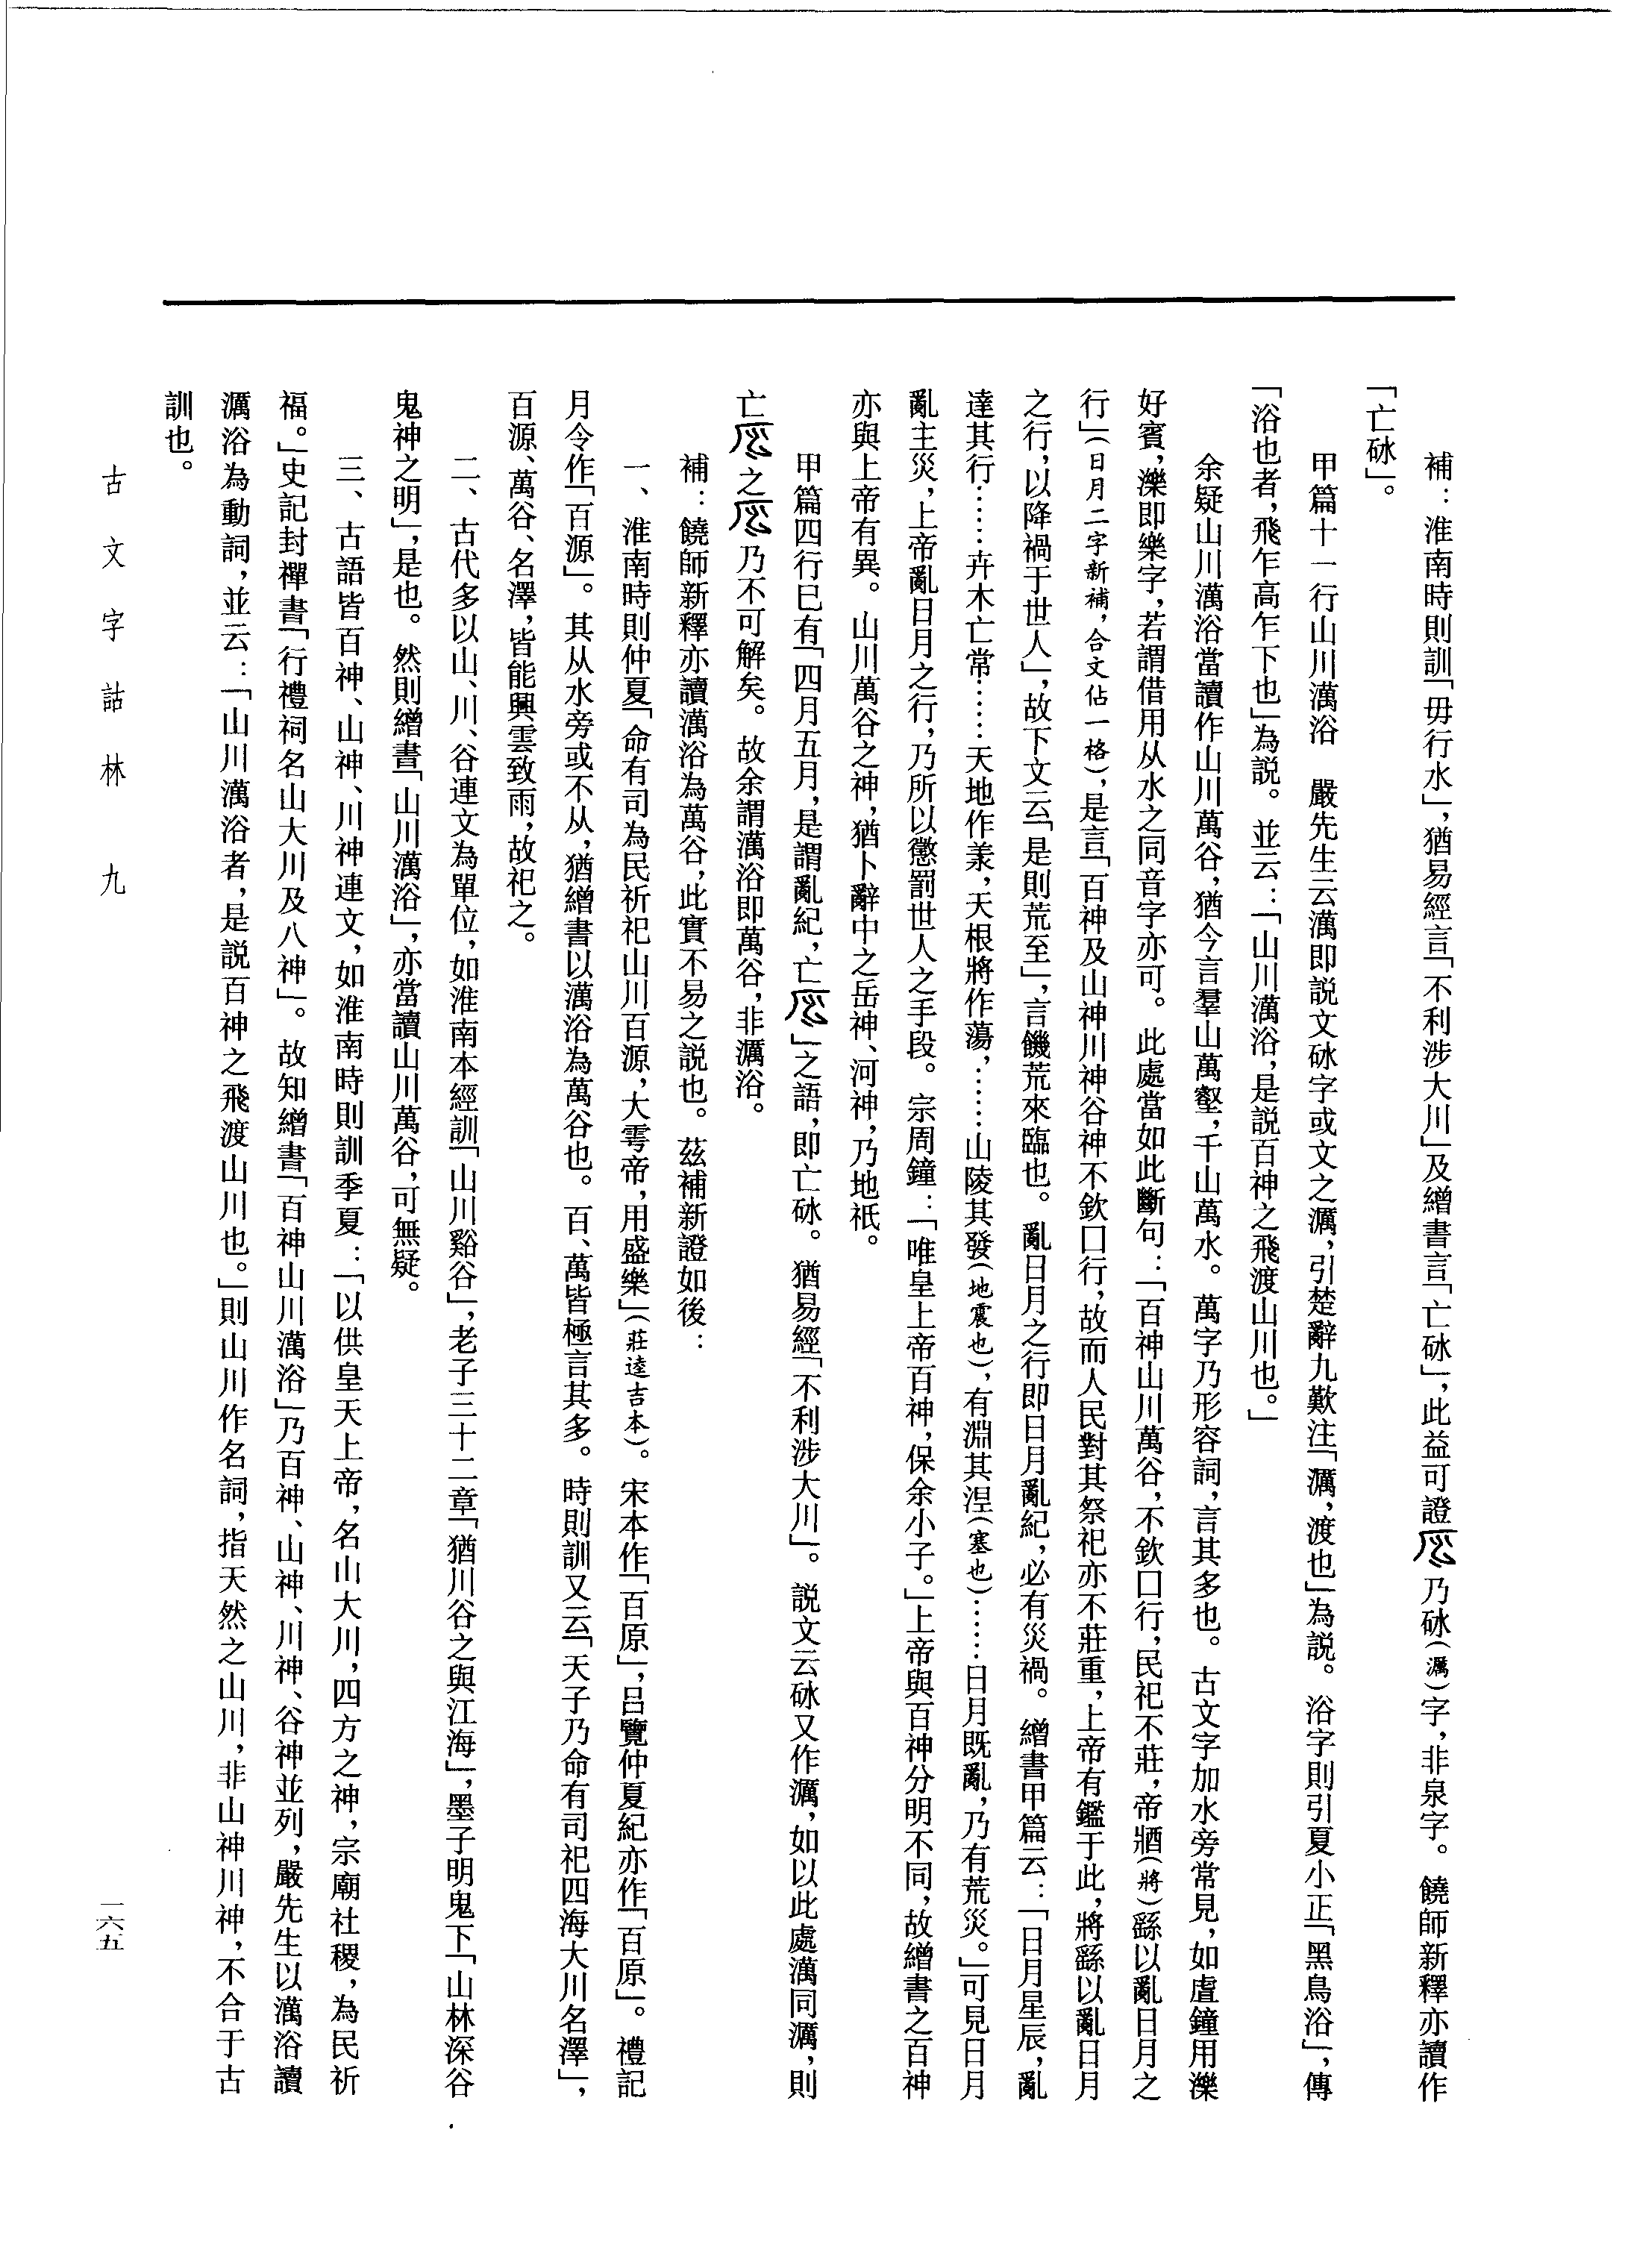 補：淮南時則訓「毋行水」，猶易經言「不利涉大川」及繒書言「亡砅」，此益可證乃砅（濿）字，非泉字。饒師新釋亦讀作
「亡砅」。
甲篇十一行山川澫浴　嚴先生云澫即説文砅字或文之濿，引楚辭九歎注「濿，渡也」為説。浴字則引夏小正「黑鳥浴」，傳
「浴也者，飛乍高乍下也」為説。並云：「山川澫浴，是説百神之飛渡山川也。」
余疑山川澫浴當讀作山川萬谷，猶今言羣山萬壑，千山萬水。萬字乃形容詞，言其多也。古文字加水旁常見，如虘鐘用濼
好賓，濼即樂字，若謂借用从水之同音字亦可。此處當如此斷句：「百神山川萬谷，不欽口行，民祀不莊，帝牆（將）繇以亂日月之
行」（日月二字新補，合文佔一格），是言「百神及山神川神谷神不欽口行，故而人民對其祭祀亦不莊重，上帝有鑑于此，將繇以亂日月
之行，以降禍于世人」，故下文云「是則荒至」，言饑荒來臨也。亂日月之行即日月亂紀，必有災禍。繒書甲篇云：「日月星辰，亂
達其行……卉木亡常……天地作羕，天根將作蕩，……山陵其發（地震也），有淵其涅（塞也）……日月既亂，乃有荒災。」可見日月
亂主災，上帝亂日月之行，乃所以懲罰世人之手段。宗周鐘：「唯皇上帝百神，保余小子。」上帝與百神分明不同，故繒書之百神
亦與上帝有異。山川萬谷之神，猶卜辭中之岳神、河神，乃地祇。
甲篇四行巳有「四月五月，是謂亂紀，亡」之語，即亡砅。猶易經「不利涉大川」。説文云砅又作濿，如以此處澫同濿，則
亡之乃不可解矣。故余謂澫浴即萬谷，非濿浴。
補：饒師新釋亦讀澫浴為萬谷，此實不易之説也。茲補新證如後：
一、淮南時則仲夏「命有司為民祈祀山川百源，大雩帝，用盛樂」（莊逵吉本）。宋本作「百原」，吕覽仲夏紀亦作「百原」。禮記
月令作「百源」。其从水旁或不从，猶繒書以澫浴為萬谷也。百、萬皆極言其多。時則訓又云「天子乃命有司祀四海大川名澤」，
百源、萬谷、名澤，皆能興雲致雨，故祀之。
二、古代多以山、川、谷連文為單位，如淮南本經訓「山川谿谷」，老子三十二章「猶川谷之與江海」，墨子明鬼下「山林深谷
鬼神之明」，是也。然則繒書「山川澫浴」，亦當讀山川萬谷，可無疑。
三、古語皆百神、山神、川神連文，如淮南時則訓季夏：「以供皇天上帝，名山大川，四方之神，宗廟社稷，為民祈
福。」史記封禪書「行禮祠名山大川及八神」。故知繒書「百神山川澫浴」乃百神、山神、川神、谷神並列，嚴先生以澫浴讀
濿浴為動詞，並云：「山川澫浴者，是説百神之飛渡山川也。」則山川作名詞，指天然之山川，非山神川神，不合于古
訓也。
古文字詁林　九
一六五